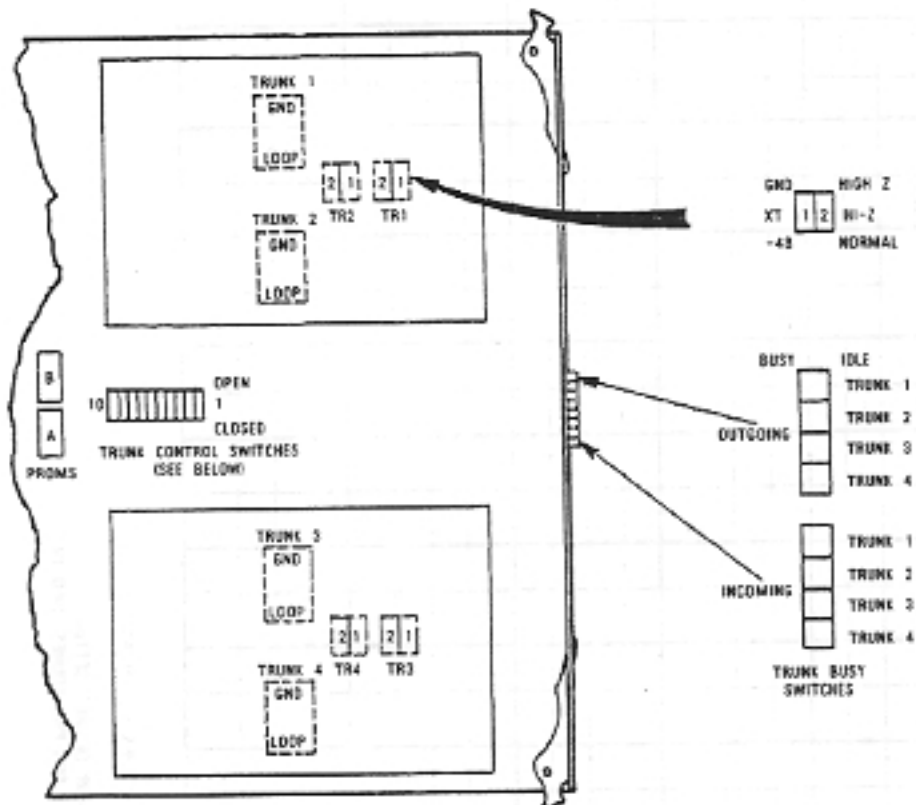 TRUNK 1
GND
LOOP
2 1
TR2
2 1
TR1
TRUNK 2
GND
LOOP
GND HIGH Z
XT 1 2 NI-Z
-48 NORMAL
B
A
PROMS
OPEN
10 1
CLOSED
TRUNK CONTROL SWITCHES
(SEE BELOW)
BUSY IDLE
TRUNK 1
TRUNK 2
TRUNK 3
TRUNK 4
OUTGOING
TRUNK 1
TRUNK 2
TRUNK 3
TRUNK 4
INCOMING
TRUNK BUSY
SWITCHES
TRUNK 3
GND
LOOP
2 1
TR4
2 1
TR3
TRUNK 4
GND
LOOP